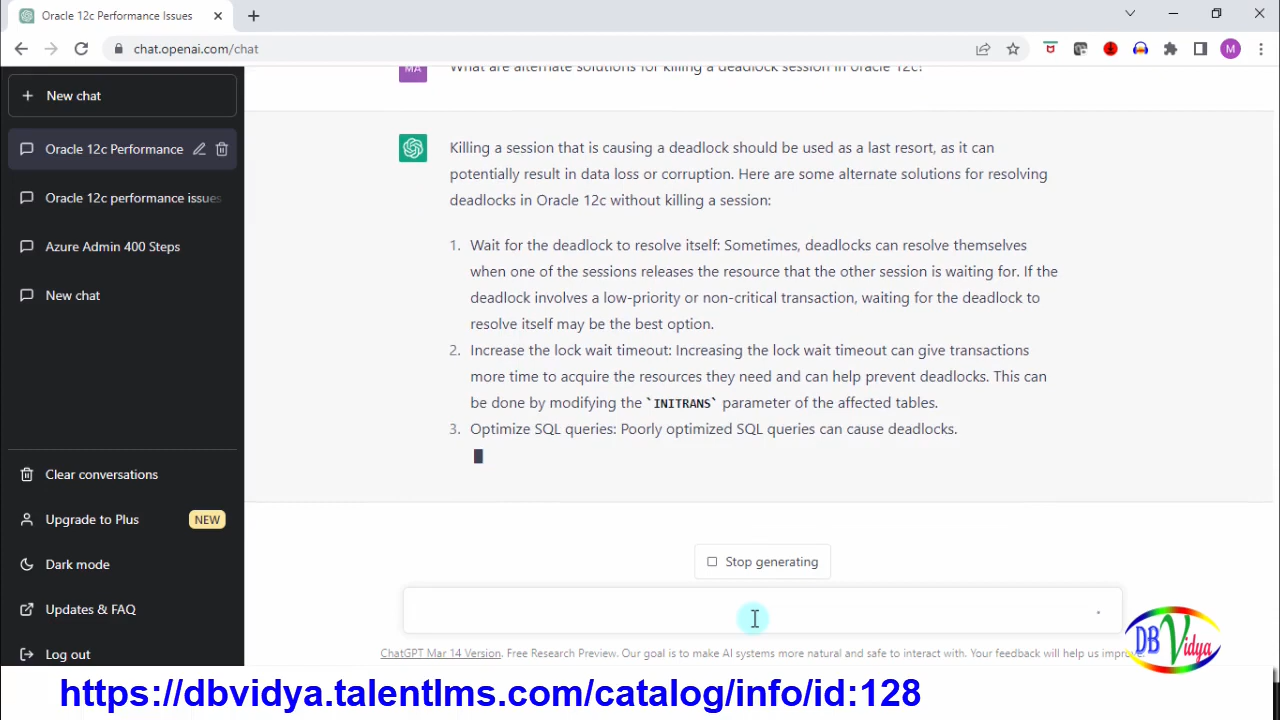 Oracle 12c Performance Issues
chat.openai.com/chat
M
New chat
Oracle 12c Performance
Oracle 12c performance issues
Azure Admin 400 Steps
New chat
Clear conversations
Upgrade to Plus NEW
Dark mode
Updates & FAQ
Log out
MA
What are alternate solutions for killing a deadlock session in oracle 12c?
Killing a session that is causing a deadlock should be used as a last resort, as it can
potentially result in data loss or corruption. Here are some alternate solutions for resolving
deadlocks in Oracle 12c without killing a session:
1. Wait for the deadlock to resolve itself: Sometimes, deadlocks can resolve themselves
when one of the sessions releases the resource that the other session is waiting for. If the
deadlock involves a low-priority or non-critical transaction, waiting for the deadlock to
resolve itself may be the best option.
2. Increase the lock wait timeout: Increasing the lock wait timeout can give transactions
more time to acquire the resources they need and can help prevent deadlocks. This can
be done by modifying the `INITRANS` parameter of the affected tables.
3. Optimize SQL queries: Poorly optimized SQL queries can cause deadlocks.
Stop generating
ChatGPT Mar 14 Version. Free Research Preview. Our goal is to make AI systems more natural and safe to interact with. Your feedback will help us improve.
DB Vidya
https://dbvidya.talentlms.com/catalog/info/id:128